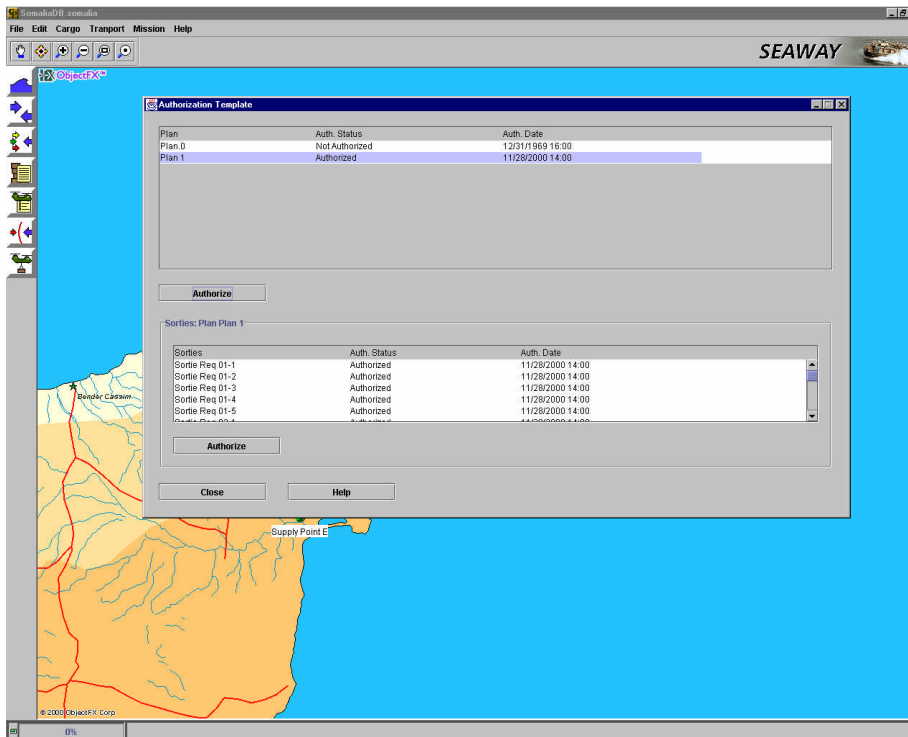 SomaliaDB.somalia
File Edit Cargo Tranport Mission Help
SEAWAY
ObjectFX™
Authorization Template
Plan Auth. Status Auth. Date
Plan.0 Not Authorized 12/31/1969 16:00
Plan 1 Authorized 11/28/2000 14:00
Authorize
Sorties: Plan Plan 1
Sorties Auth. Status Auth. Date
Sortie Req 01-1 Authorized 11/28/2000 14:00
Sortie Req 01-2 Authorized 11/28/2000 14:00
Sortie Req 01-3 Authorized 11/28/2000 14:00
Sortie Req 01-4 Authorized 11/28/2000 14:00
Sortie Req 01-5 Authorized 11/28/2000 14:00
Authorize
Close Help
Bender Cassim
Supply Point E
© 2000 ObjectFX Corp
0%